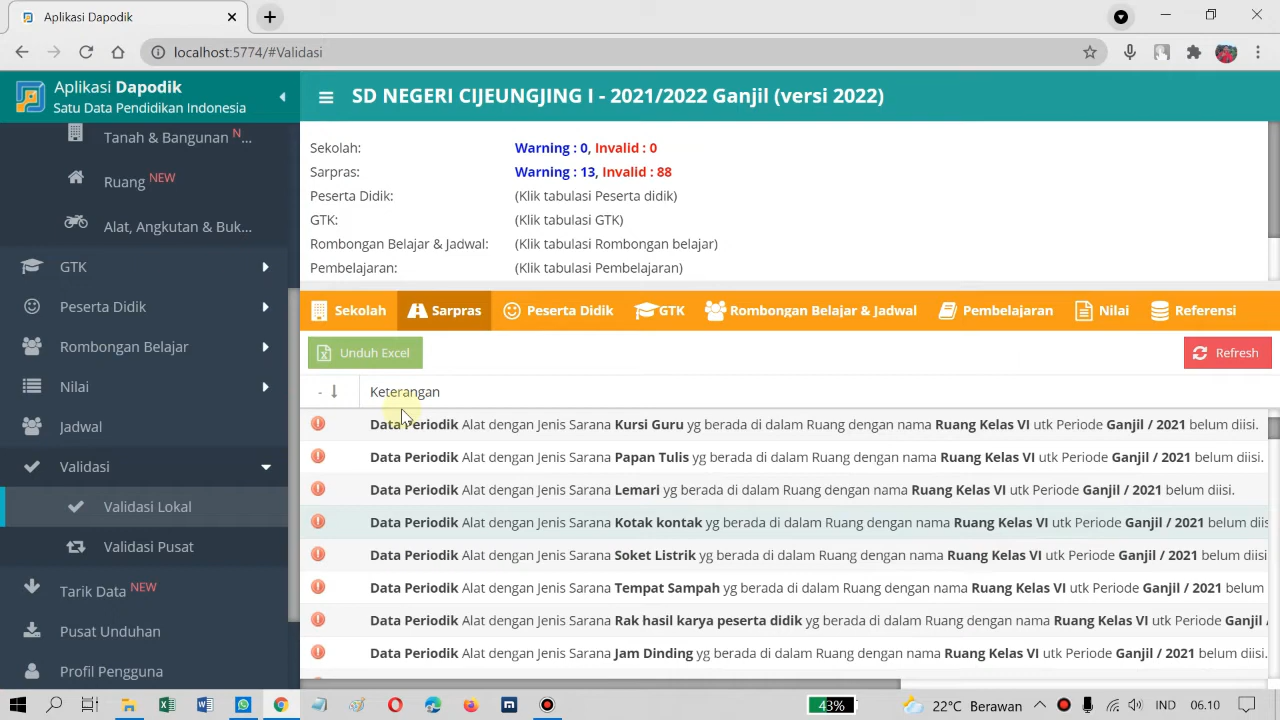 Aplikasi Dapodik
localhost:5774/#Validasi
Aplikasi Dapodik
Satu Data Pendidikan Indonesia
SD NEGERI CIJEUNGJING I - 2021/2022 Ganjil (versi 2022)
Tanah & Bangunan N...
Ruang NEW
Alat, Angkutan & Buk...
GTK
Peserta Didik
Rombongan Belajar
Nilai
Jadwal
Validasi
Validasi Lokal
Validasi Pusat
Tarik Data NEW
Pusat Unduhan
Profil Pengguna
Sekolah: Warning : 0, Invalid : 0
Sarpras: Warning : 13, Invalid : 88
Peserta Didik: (Klik tabulasi Peserta didik)
GTK: (Klik tabulasi GTK)
Rombongan Belajar & Jadwal: (Klik tabulasi Rombongan belajar)
Pembelajaran: (Klik tabulasi Pembelajaran)
Sekolah Sarpras Peserta Didik GTK Rombongan Belajar & Jadwal Pembelajaran Nilai Referensi
Unduh Excel Refresh
- Keterangan
Data Periodik Alat dengan Jenis Sarana Kursi Guru yg berada di dalam Ruang dengan nama Ruang Kelas VI utk Periode Ganjil / 2021 belum diisi.
Data Periodik Alat dengan Jenis Sarana Papan Tulis yg berada di dalam Ruang dengan nama Ruang Kelas VI utk Periode Ganjil / 2021 belum diisi.
Data Periodik Alat dengan Jenis Sarana Lemari yg berada di dalam Ruang dengan nama Ruang Kelas VI utk Periode Ganjil / 2021 belum diisi.
Data Periodik Alat dengan Jenis Sarana Kotak kontak yg berada di dalam Ruang dengan nama Ruang Kelas VI utk Periode Ganjil / 2021 belum diis
Data Periodik Alat dengan Jenis Sarana Soket Listrik yg berada di dalam Ruang dengan nama Ruang Kelas VI utk Periode Ganjil / 2021 belum diisi
Data Periodik Alat dengan Jenis Sarana Tempat Sampah yg berada di dalam Ruang dengan nama Ruang Kelas VI utk Periode Ganjil / 2021 belum
Data Periodik Alat dengan Jenis Sarana Rak hasil karya peserta didik yg berada di dalam Ruang dengan nama Ruang Kelas VI utk Periode Ganjil /
Data Periodik Alat dengan Jenis Sarana Jam Dinding yg berada di dalam Ruang dengan nama Ruang Kelas VI utk Periode Ganjil / 2021 belum diisi.
43% 22°C Berawan IND 06.10